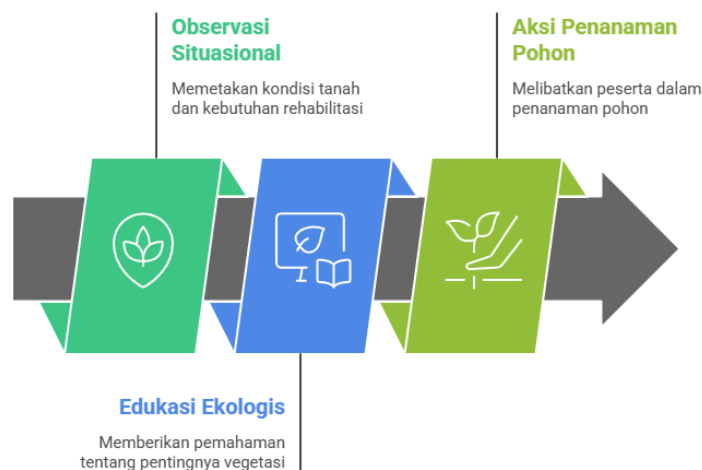 Observasi
Situasional
Memetakan kondisi tanah
dan kebutuhan rehabilitasi
Edukasi Ekologis
Memberikan pemahaman
tentang pentingnya vegetasi
Aksi Penanaman
Pohon
Melibatkan peserta dalam
penanaman pohon